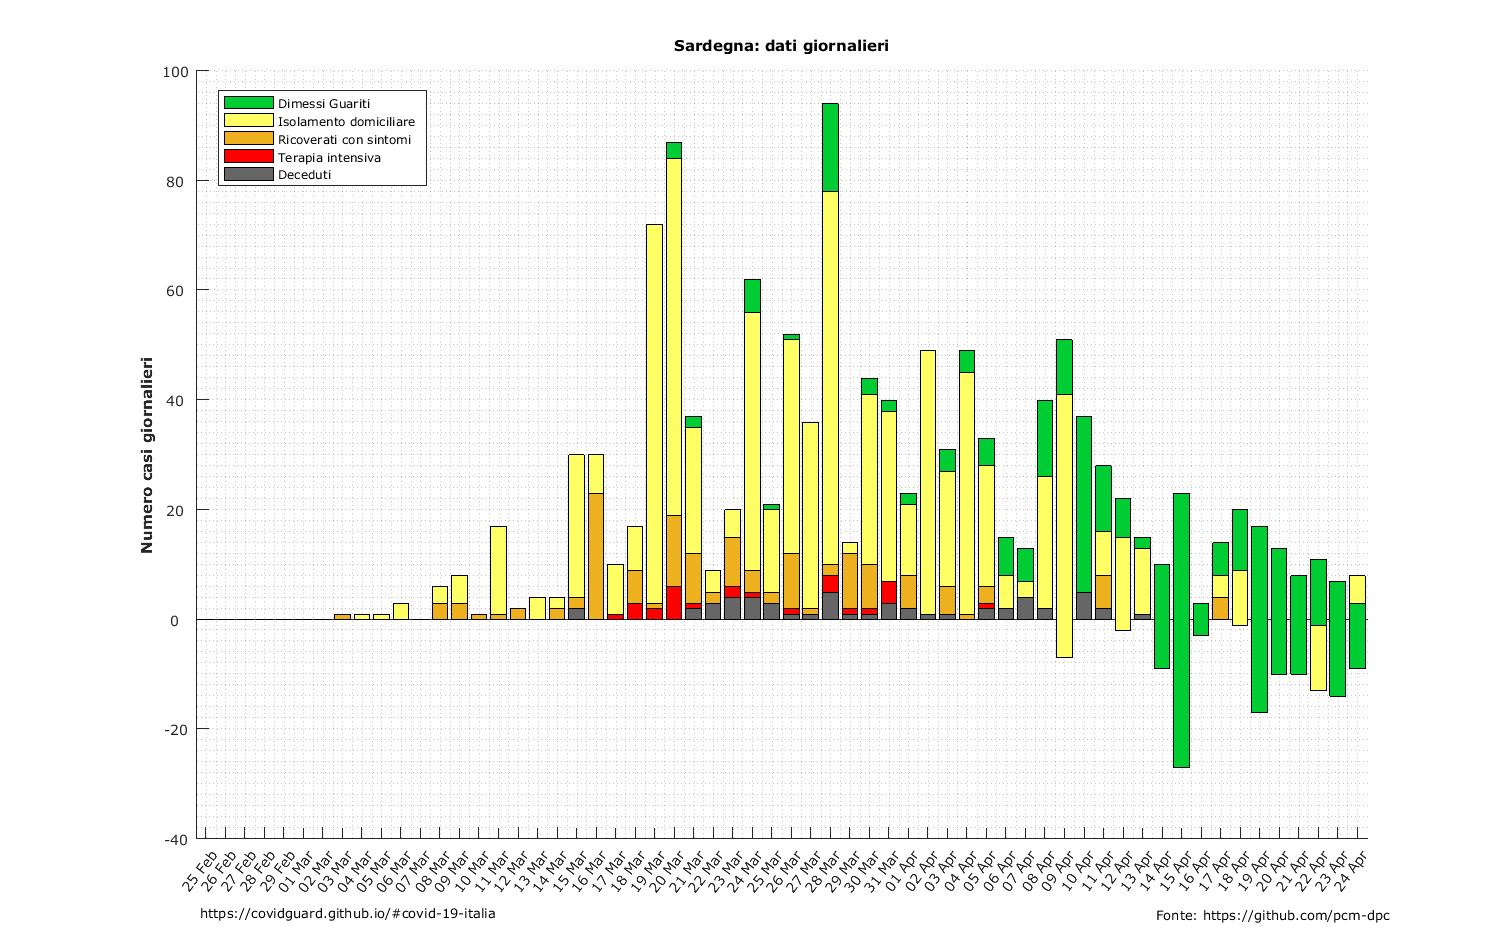 Sardegna: dati giornalieri
100
80
60
40
20
0
-20
-40
Numero casi giornalieri
Dimessi Guariti
Isolamento domiciliare
Ricoverati con sintomi
Terapia intensiva
Deceduti
25 Feb
26 Feb
27 Feb
28 Feb
29 Feb
01 Mar
02 Mar
03 Mar
04 Mar
05 Mar
06 Mar
07 Mar
08 Mar
09 Mar
10 Mar
11 Mar
12 Mar
13 Mar
14 Mar
15 Mar
16 Mar
17 Mar
18 Mar
19 Mar
20 Mar
21 Mar
22 Mar
23 Mar
24 Mar
25 Mar
26 Mar
27 Mar
28 Mar
29 Mar
30 Mar
31 Mar
01 Apr
02 Apr
03 Apr
04 Apr
05 Apr
06 Apr
07 Apr
08 Apr
09 Apr
10 Apr
11 Apr
12 Apr
13 Apr
14 Apr
15 Apr
16 Apr
17 Apr
18 Apr
19 Apr
20 Apr
21 Apr
22 Apr
23 Apr
24 Apr
https://covidguard.github.io/#covid-19-italia
Fonte: https://github.com/pcm-dpc